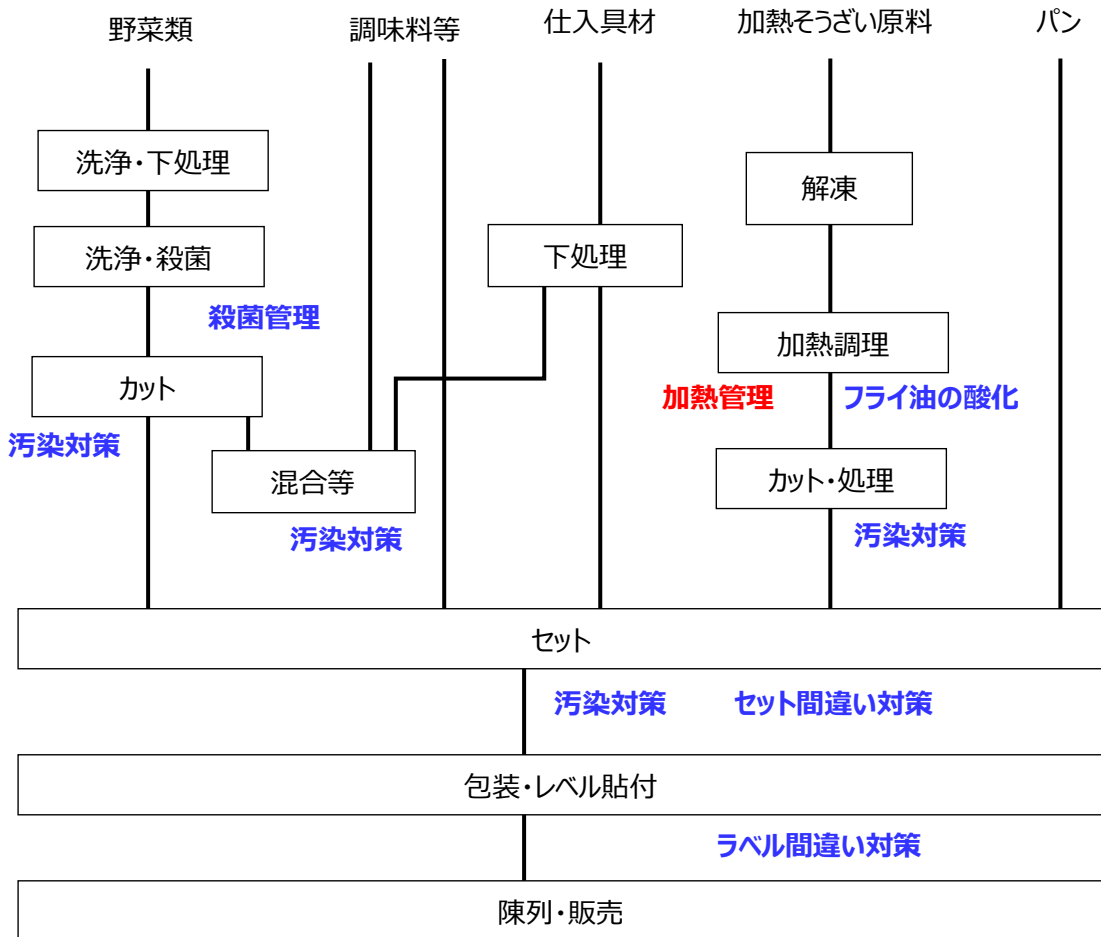 野菜類
調味料等
仕入具材
加熱そうざい原料
パン
洗浄・下処理
解凍
洗浄・殺菌
下処理
殺菌管理
加熱調理
カット
加熱管理
フライ油の酸化
汚染対策
混合等
カット・処理
汚染対策
汚染対策
セット
汚染対策
セット間違い対策
包装・レベル貼付
ラベル間違い対策
陳列・販売